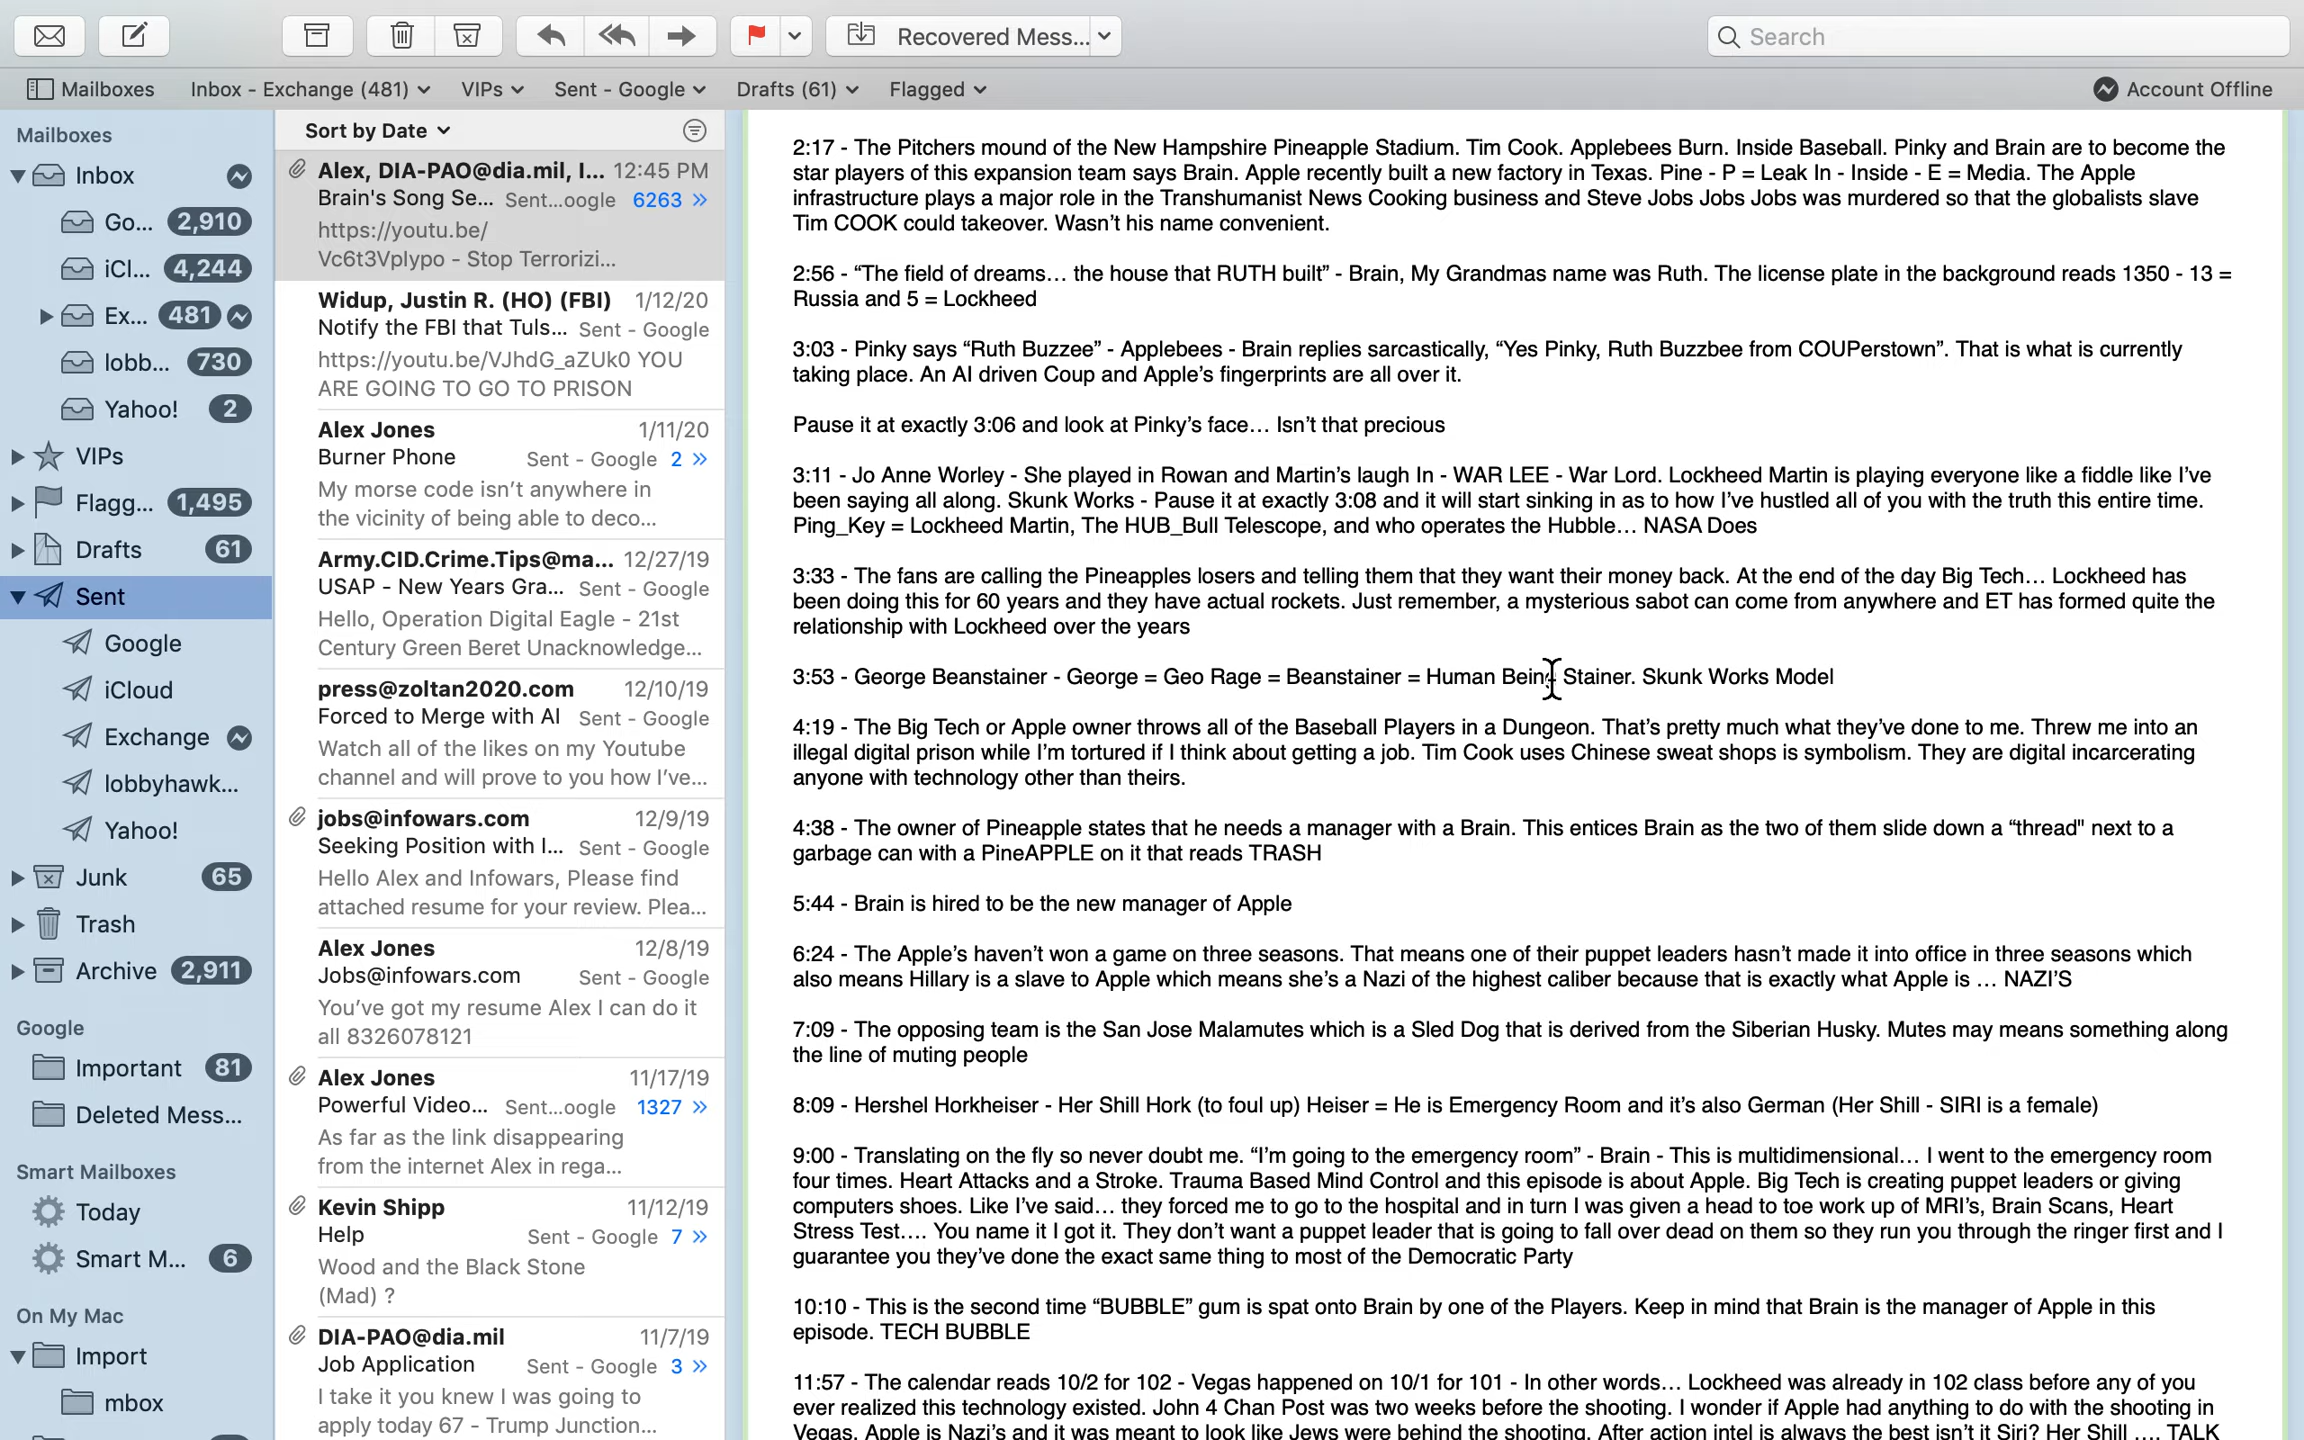 Recovered Mess...
Search
Mailboxes
Inbox - Exchange (481)
VIPs
Sent - Google
Drafts (61)
Flagged
Account Offline
Mailboxes
Inbox
Go... 2,910
iCl... 4,244
Ex... 481
lobb... 730
Yahoo! 2
VIPs
Flagg... 1,495
Drafts 61
Sent
Google
iCloud
Exchange
lobbyhawk...
Yahoo!
Junk 65
Trash
Archive 2,911
Google
Important 81
Deleted Mess...
Smart Mailboxes
Today
Smart M... 6
On My Mac
Import
mbox
Sort by Date
Alex, DIA-PAO@dia.mil, I... 12:45 PM
Brain's Song Se... Sent...oogle 6263 »
https://youtu.be/
Vc6t3Vplypo - Stop Terrorizi...
Widup, Justin R. (HO) (FBI) 1/12/20
Notify the FBI that Tuls... Sent - Google
https://youtu.be/VJhdG_aZUk0 YOU
ARE GOING TO GO TO PRISON
Alex Jones 1/11/20
Burner Phone Sent - Google 2 »
My morse code isn’t anywhere in
the vicinity of being able to deco...
Army.CID.Crime.Tips@ma... 12/27/19
USAP - New Years Gra... Sent - Google
Hello, Operation Digital Eagle - 21st
Century Green Beret Unacknowledge...
press@zoltan2020.com 12/10/19
Forced to Merge with AI Sent - Google
Watch all of the likes on my Youtube
channel and will prove to you how I’ve...
jobs@infowars.com 12/9/19
Seeking Position with I... Sent - Google
Hello Alex and Infowars, Please find
attached resume for your review. Plea...
Alex Jones 12/8/19
Jobs@infowars.com Sent - Google
You’ve got my resume Alex I can do it
all 8326078121
Alex Jones 11/17/19
Powerful Video... Sent...oogle 1327 »
As far as the link disappearing
from the internet Alex in rega...
Kevin Shipp 11/12/19
Help Sent - Google 7 »
Wood and the Black Stone
(Mad) ?
DIA-PAO@dia.mil 11/7/19
Job Application Sent - Google 3 »
I take it you knew I was going to
apply today 67 - Trump Junction...
2:17 - The Pitchers mound of the New Hampshire Pineapple Stadium. Tim Cook. Applebees Burn. Inside Baseball. Pinky and Brain are to become the
star players of this expansion team says Brain. Apple recently built a new factory in Texas. Pine - P = Leak In - Inside - E = Media. The Apple
infrastructure plays a major role in the Transhumanist News Cooking business and Steve Jobs Jobs Jobs was murdered so that the globalists slave
Tim COOK could takeover. Wasn’t his name convenient.
2:56 - “The field of dreams… the house that RUTH built” - Brain, My Grandmas name was Ruth. The license plate in the background reads 1350 - 13 =
Russia and 5 = Lockheed
3:03 - Pinky says “Ruth Buzzee” - Applebees - Brain replies sarcastically, “Yes Pinky, Ruth Buzzbee from COUPerstown”. That is what is currently
taking place. An AI driven Coup and Apple’s fingerprints are all over it.
Pause it at exactly 3:06 and look at Pinky’s face… Isn’t that precious
3:11 - Jo Anne Worley - She played in Rowan and Martin’s laugh In - WAR LEE - War Lord. Lockheed Martin is playing everyone like a fiddle like I’ve
been saying all along. Skunk Works - Pause it at exactly 3:08 and it will start sinking in as to how I’ve hustled all of you with the truth this entire time.
Ping_Key = Lockheed Martin, The HUB_Bull Telescope, and who operates the Hubble… NASA Does
3:33 - The fans are calling the Pineapples losers and telling them that they want their money back. At the end of the day Big Tech… Lockheed has
been doing this for 60 years and they have actual rockets. Just remember, a mysterious sabot can come from anywhere and ET has formed quite the
relationship with Lockheed over the years
3:53 - George Beanstainer - George = Geo Rage = Beanstainer = Human Being Stainer. Skunk Works Model
4:19 - The Big Tech or Apple owner throws all of the Baseball Players in a Dungeon. That’s pretty much what they’ve done to me. Threw me into an
illegal digital prison while I’m tortured if I think about getting a job. Tim Cook uses Chinese sweat shops is symbolism. They are digital incarcerating
anyone with technology other than theirs.
4:38 - The owner of Pineapple states that he needs a manager with a Brain. This entices Brain as the two of them slide down a “thread" next to a
garbage can with a PineAPPLE on it that reads TRASH
5:44 - Brain is hired to be the new manager of Apple
6:24 - The Apple’s haven’t won a game on three seasons. That means one of their puppet leaders hasn’t made it into office in three seasons which
also means Hillary is a slave to Apple which means she’s a Nazi of the highest caliber because that is exactly what Apple is … NAZI’S
7:09 - The opposing team is the San Jose Malamutes which is a Sled Dog that is derived from the Siberian Husky. Mutes may means something along
the line of muting people
8:09 - Hershel Horkheiser - Her Shill Hork (to foul up) Heiser = He is Emergency Room and it’s also German (Her Shill - SIRI is a female)
9:00 - Translating on the fly so never doubt me. “I’m going to the emergency room” - Brain - This is multidimensional… I went to the emergency room
four times. Heart Attacks and a Stroke. Trauma Based Mind Control and this episode is about Apple. Big Tech is creating puppet leaders or giving
computers shoes. Like I’ve said… they forced me to go to the hospital and in turn I was given a head to toe work up of MRI’s, Brain Scans, Heart
Stress Test…. You name it I got it. They don’t want a puppet leader that is going to fall over dead on them so they run you through the ringer first and I
guarantee you they’ve done the exact same thing to most of the Democratic Party
10:10 - This is the second time “BUBBLE” gum is spat onto Brain by one of the Players. Keep in mind that Brain is the manager of Apple in this
episode. TECH BUBBLE
11:57 - The calendar reads 10/2 for 102 - Vegas happened on 10/1 for 101 - In other words… Lockheed was already in 102 class before any of you
ever realized this technology existed. John 4 Chan Post was two weeks before the shooting. I wonder if Apple had anything to do with the shooting in
Vegas. Apple is Nazi’s and it was meant to look like Jews were behind the shooting. After action intel is always the best isn’t it Siri? Her Shill …. TALK